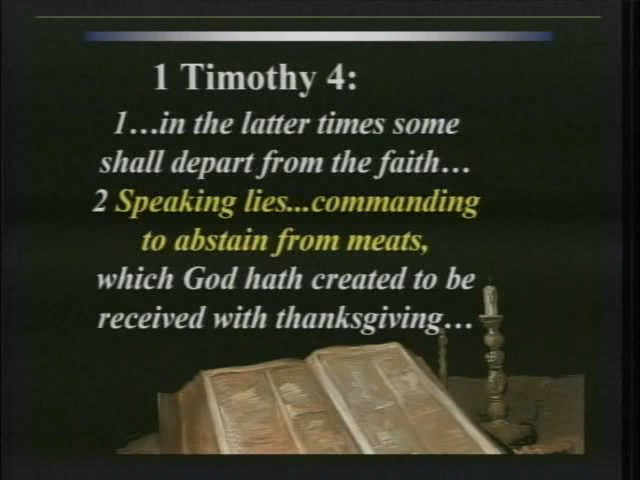 1 Timothy 4:
1…in the latter times some
shall depart from the faith…
2 Speaking lies...commanding
to abstain from meats,
which God hath created to be
received with thanksgiving…